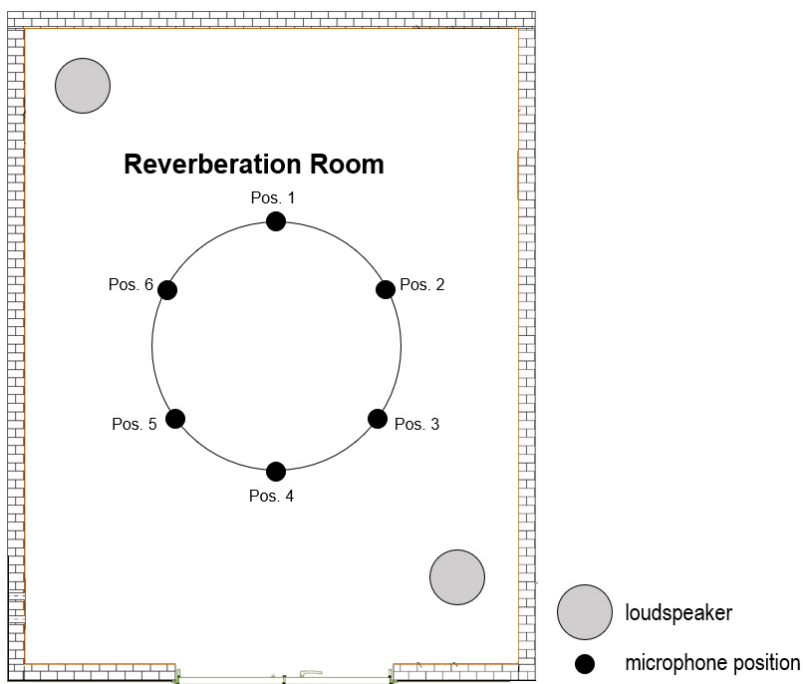 Reverberation Room
Pos. 1
Pos. 6
Pos. 2
Pos. 5
Pos. 3
Pos. 4
loudspeaker
microphone position